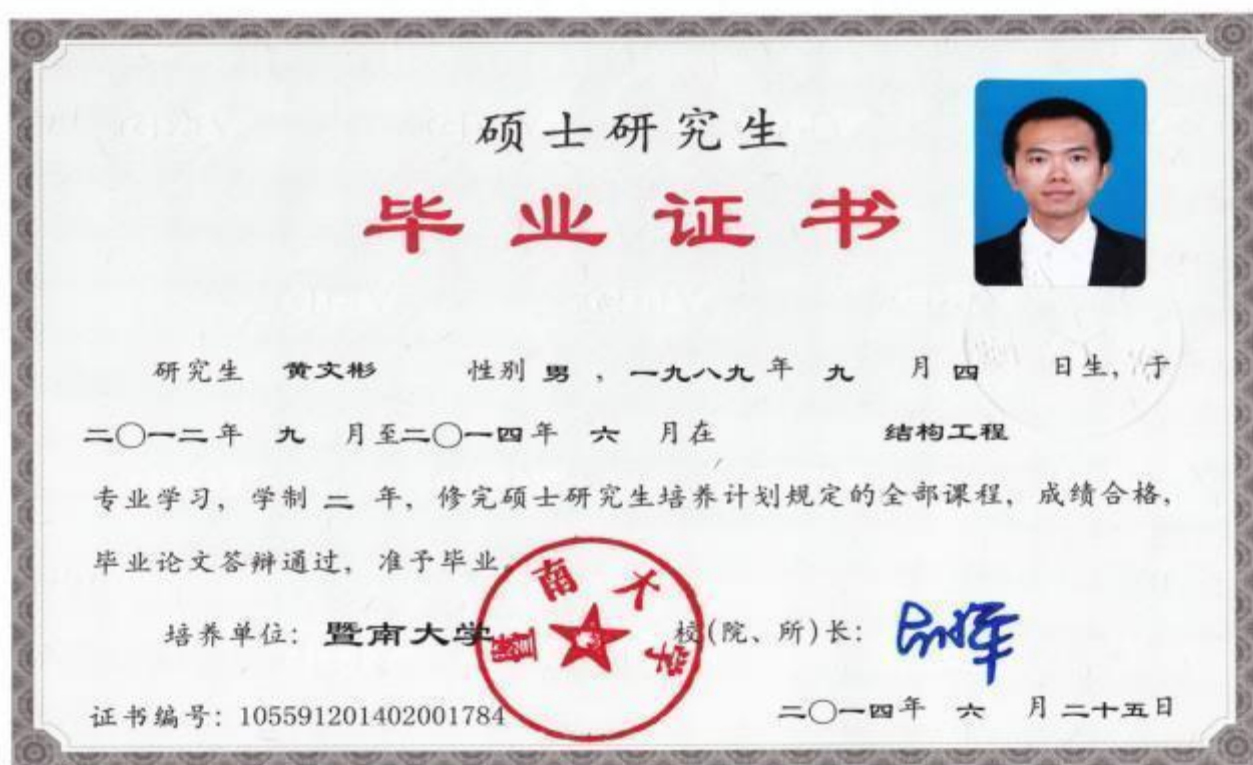 硕士研究生
毕业证书
研究生 黄文彬 性别 男 ，一九八九 年 九 月 四 日生，于
二〇一二年 九 月至二〇一四年 六 月在 结构工程
专业学习，学制 二 年，修完硕士研究生培养计划规定的全部课程，成绩合格，
毕业论文答辩通过，准予毕业
培养单位：暨南大学 校(院、所)长：
暨南大学
证书编号：105591201402001784 二〇一四年 六 月 二十五日